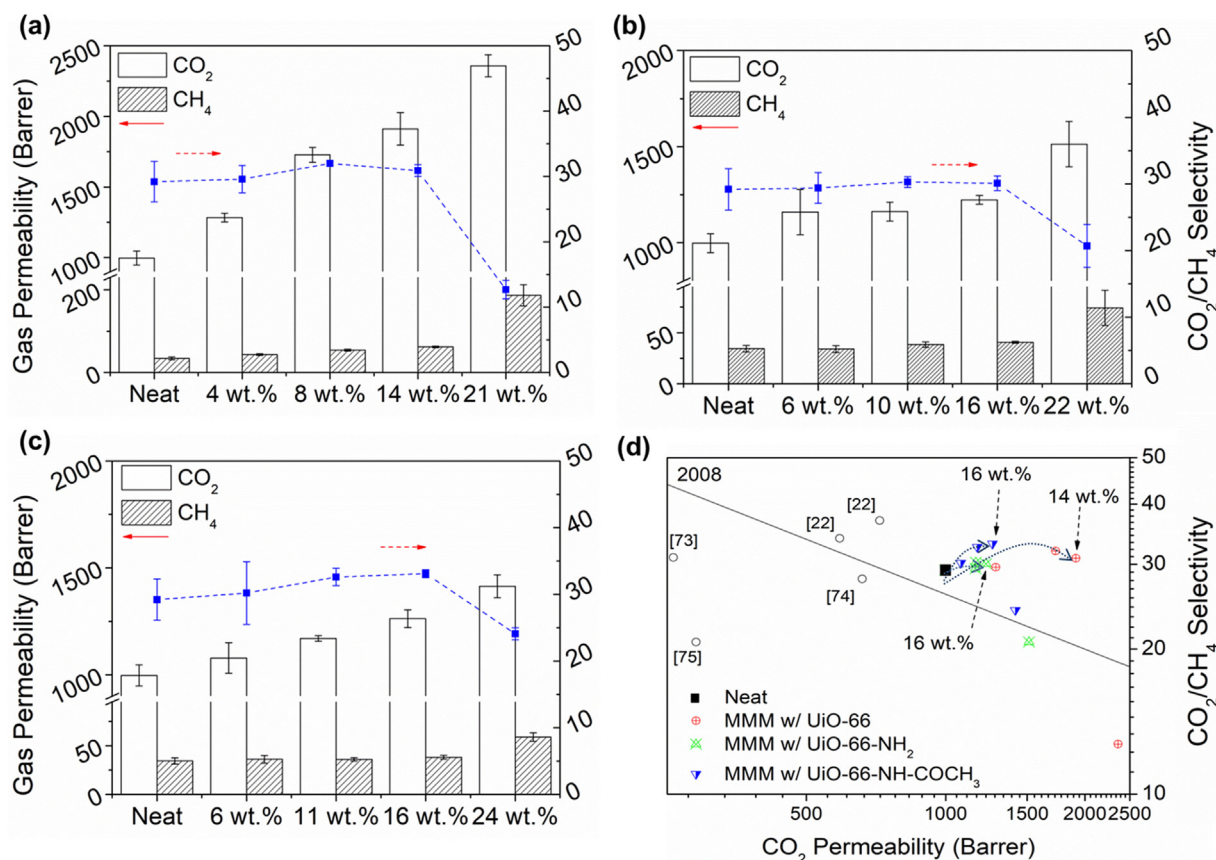 (a)
Gas Permeability (Barrer)
2500
2000
1500
1000
200
0
CO₂
CH₄
50
40
30
20
10
0
Neat 4 wt.% 8 wt.% 14 wt.% 21 wt.%
(b)
2000
1500
1000
50
0
CO₂
CH₄
50
40
30
20
10
0
CO₂/CH₄ Selectivity
Neat 6 wt.% 10 wt.% 16 wt.% 22 wt.%
(c)
Gas Permeability (Barrer)
2000
1500
1000
50
0
CO₂
CH₄
50
40
30
20
10
0
Neat 6 wt.% 11 wt.% 16 wt.% 24 wt.%
(d)
2008
16 wt.%
14 wt.%
[22]
[22]
[73]
[74]
[75]
16 wt.%
Neat
MMM w/ UiO-66
MMM w/ UiO-66-NH₂
MMM w/ UiO-66-NH-COCH₃
50
40
30
20
10
CO₂/CH₄ Selectivity
500 1000 1500 2000 2500
CO₂ Permeability (Barrer)